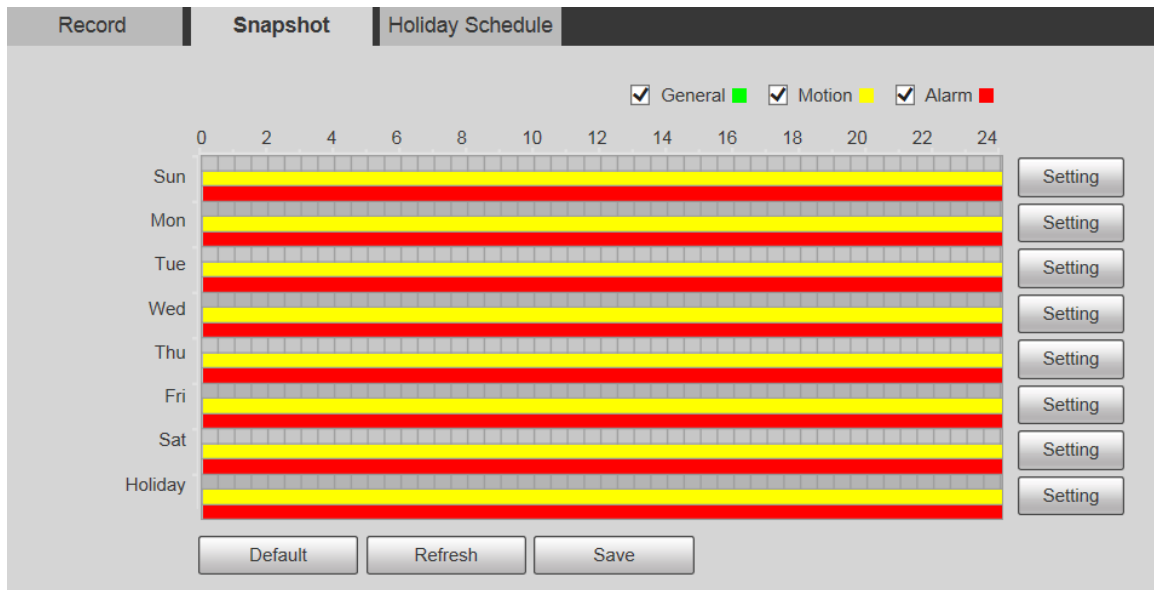 Record Snapshot Holiday Schedule
General Motion Alarm
0 2 4 6 8 10 12 14 16 18 20 22 24
Sun Setting
Mon Setting
Tue Setting
Wed Setting
Thu Setting
Fri Setting
Sat Setting
Holiday Setting
Default Refresh Save